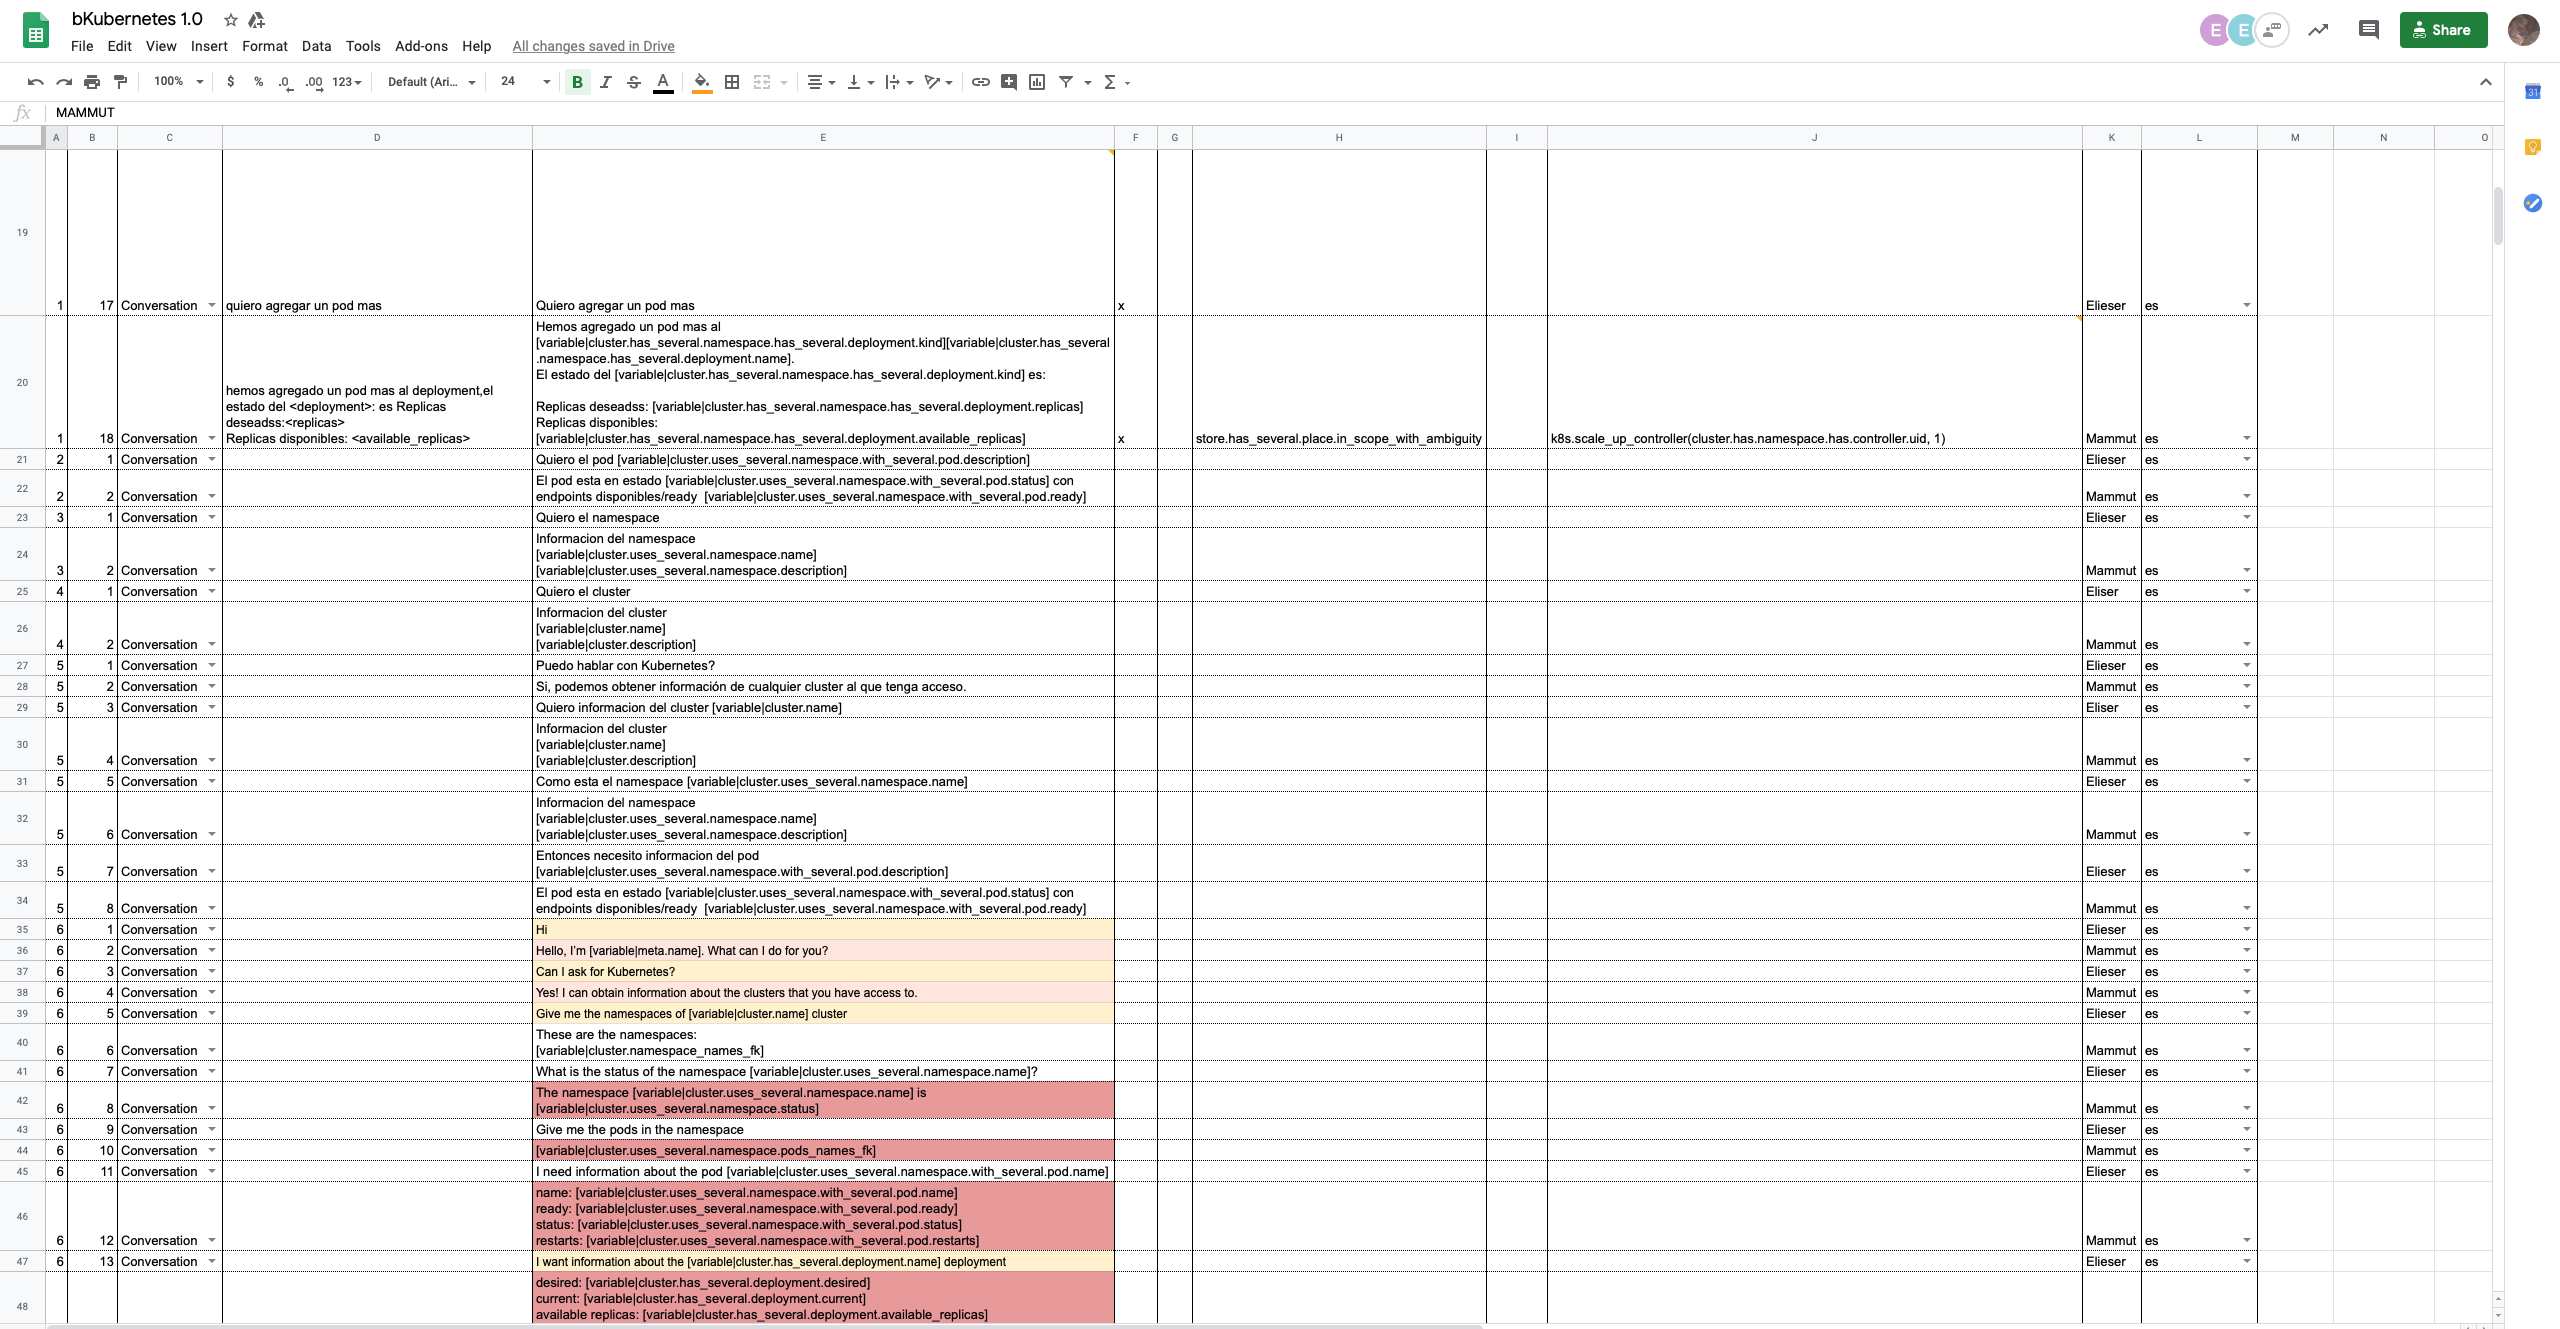 bKubernetes 1.0
File Edit View Insert Format Data Tools Add-ons Help All changes saved in Drive
E E Share
100% $ % .0 .00 123 Default (Ari... 24 B I S A Σ
31
fx MAMMUT
A B C D E F G H I J K L M N O
19 1 17 Conversation quiero agregar un pod mas Quiero agregar un pod mas x Elieser es
20 1 18 Conversation
hemos agregado un pod mas al deployment,el
estado del <deployment>: es Replicas
deseadss:<replicas>
Replicas disponibles: <available_replicas>
Hemos agregado un pod mas al
[variable|cluster.has_several.namespace.has_several.deployment.kind][variable|cluster.has_several
.namespace.has_several.deployment.name].
El estado del [variable|cluster.has_several.namespace.has_several.deployment.kind] es:
Replicas deseadss: [variable|cluster.has_several.namespace.has_several.deployment.replicas]
Replicas disponibles:
[variable|cluster.has_several.namespace.has_several.deployment.available_replicas]
x store.has_several.place.in_scope_with_ambiguity k8s.scale_up_controller(cluster.has.namespace.has.controller.uid, 1) Mammut es
21 2 1 Conversation Quiero el pod [variable|cluster.uses_several.namespace.with_several.pod.description] Elieser es
22 2 2 Conversation El pod esta en estado [variable|cluster.uses_several.namespace.with_several.pod.status] con
endpoints disponibles/ready [variable|cluster.uses_several.namespace.with_several.pod.ready] Mammut es
23 3 1 Conversation Quiero el namespace Elieser es
24 3 2 Conversation Informacion del namespace
[variable|cluster.uses_several.namespace.name]
[variable|cluster.uses_several.namespace.description] Mammut es
25 4 1 Conversation Quiero el cluster Eliser es
26 4 2 Conversation Informacion del cluster
[variable|cluster.name]
[variable|cluster.description] Mammut es
27 5 1 Conversation Puedo hablar con Kubernetes? Elieser es
28 5 2 Conversation Si, podemos obtener información de cualquier cluster al que tenga acceso. Mammut es
29 5 3 Conversation Quiero informacion del cluster [variable|cluster.name] Eliser es
30 5 4 Conversation Informacion del cluster
[variable|cluster.name]
[variable|cluster.description] Mammut es
31 5 5 Conversation Como esta el namespace [variable|cluster.uses_several.namespace.name] Elieser es
32 5 6 Conversation Informacion del namespace
[variable|cluster.uses_several.namespace.name]
[variable|cluster.uses_several.namespace.description] Mammut es
33 5 7 Conversation Entonces necesito informacion del pod
[variable|cluster.uses_several.namespace.with_several.pod.description] Elieser es
34 5 8 Conversation El pod esta en estado [variable|cluster.uses_several.namespace.with_several.pod.status] con
endpoints disponibles/ready [variable|cluster.uses_several.namespace.with_several.pod.ready] Mammut es
35 6 1 Conversation Hi Elieser es
36 6 2 Conversation Hello, I'm [variable|meta.name]. What can I do for you? Mammut es
37 6 3 Conversation Can I ask for Kubernetes? Elieser es
38 6 4 Conversation Yes! I can obtain information about the clusters that you have access to. Mammut es
39 6 5 Conversation Give me the namespaces of [variable|cluster.name] cluster Elieser es
40 6 6 Conversation These are the namespaces:
[variable|cluster.namespace_names_fk] Mammut es
41 6 7 Conversation What is the status of the namespace [variable|cluster.uses_several.namespace.name]? Elieser es
42 6 8 Conversation The namespace [variable|cluster.uses_several.namespace.name] is
[variable|cluster.uses_several.namespace.status] Mammut es
43 6 9 Conversation Give me the pods in the namespace Elieser es
44 6 10 Conversation [variable|cluster.uses_several.namespace.pods_names_fk] Mammut es
45 6 11 Conversation I need information about the pod [variable|cluster.uses_several.namespace.with_several.pod.name] Elieser es
46 6 12 Conversation name: [variable|cluster.uses_several.namespace.with_several.pod.name]
ready: [variable|cluster.uses_several.namespace.with_several.pod.ready]
status: [variable|cluster.uses_several.namespace.with_several.pod.status]
restarts: [variable|cluster.uses_several.namespace.with_several.pod.restarts] Mammut es
47 6 13 Conversation I want information about the [variable|cluster.has_several.deployment.name] deployment Elieser es
48 desired: [variable|cluster.has_several.deployment.desired]
current: [variable|cluster.has_several.deployment.current]
available replicas: [variable|cluster.has_several.deployment.available_replicas]